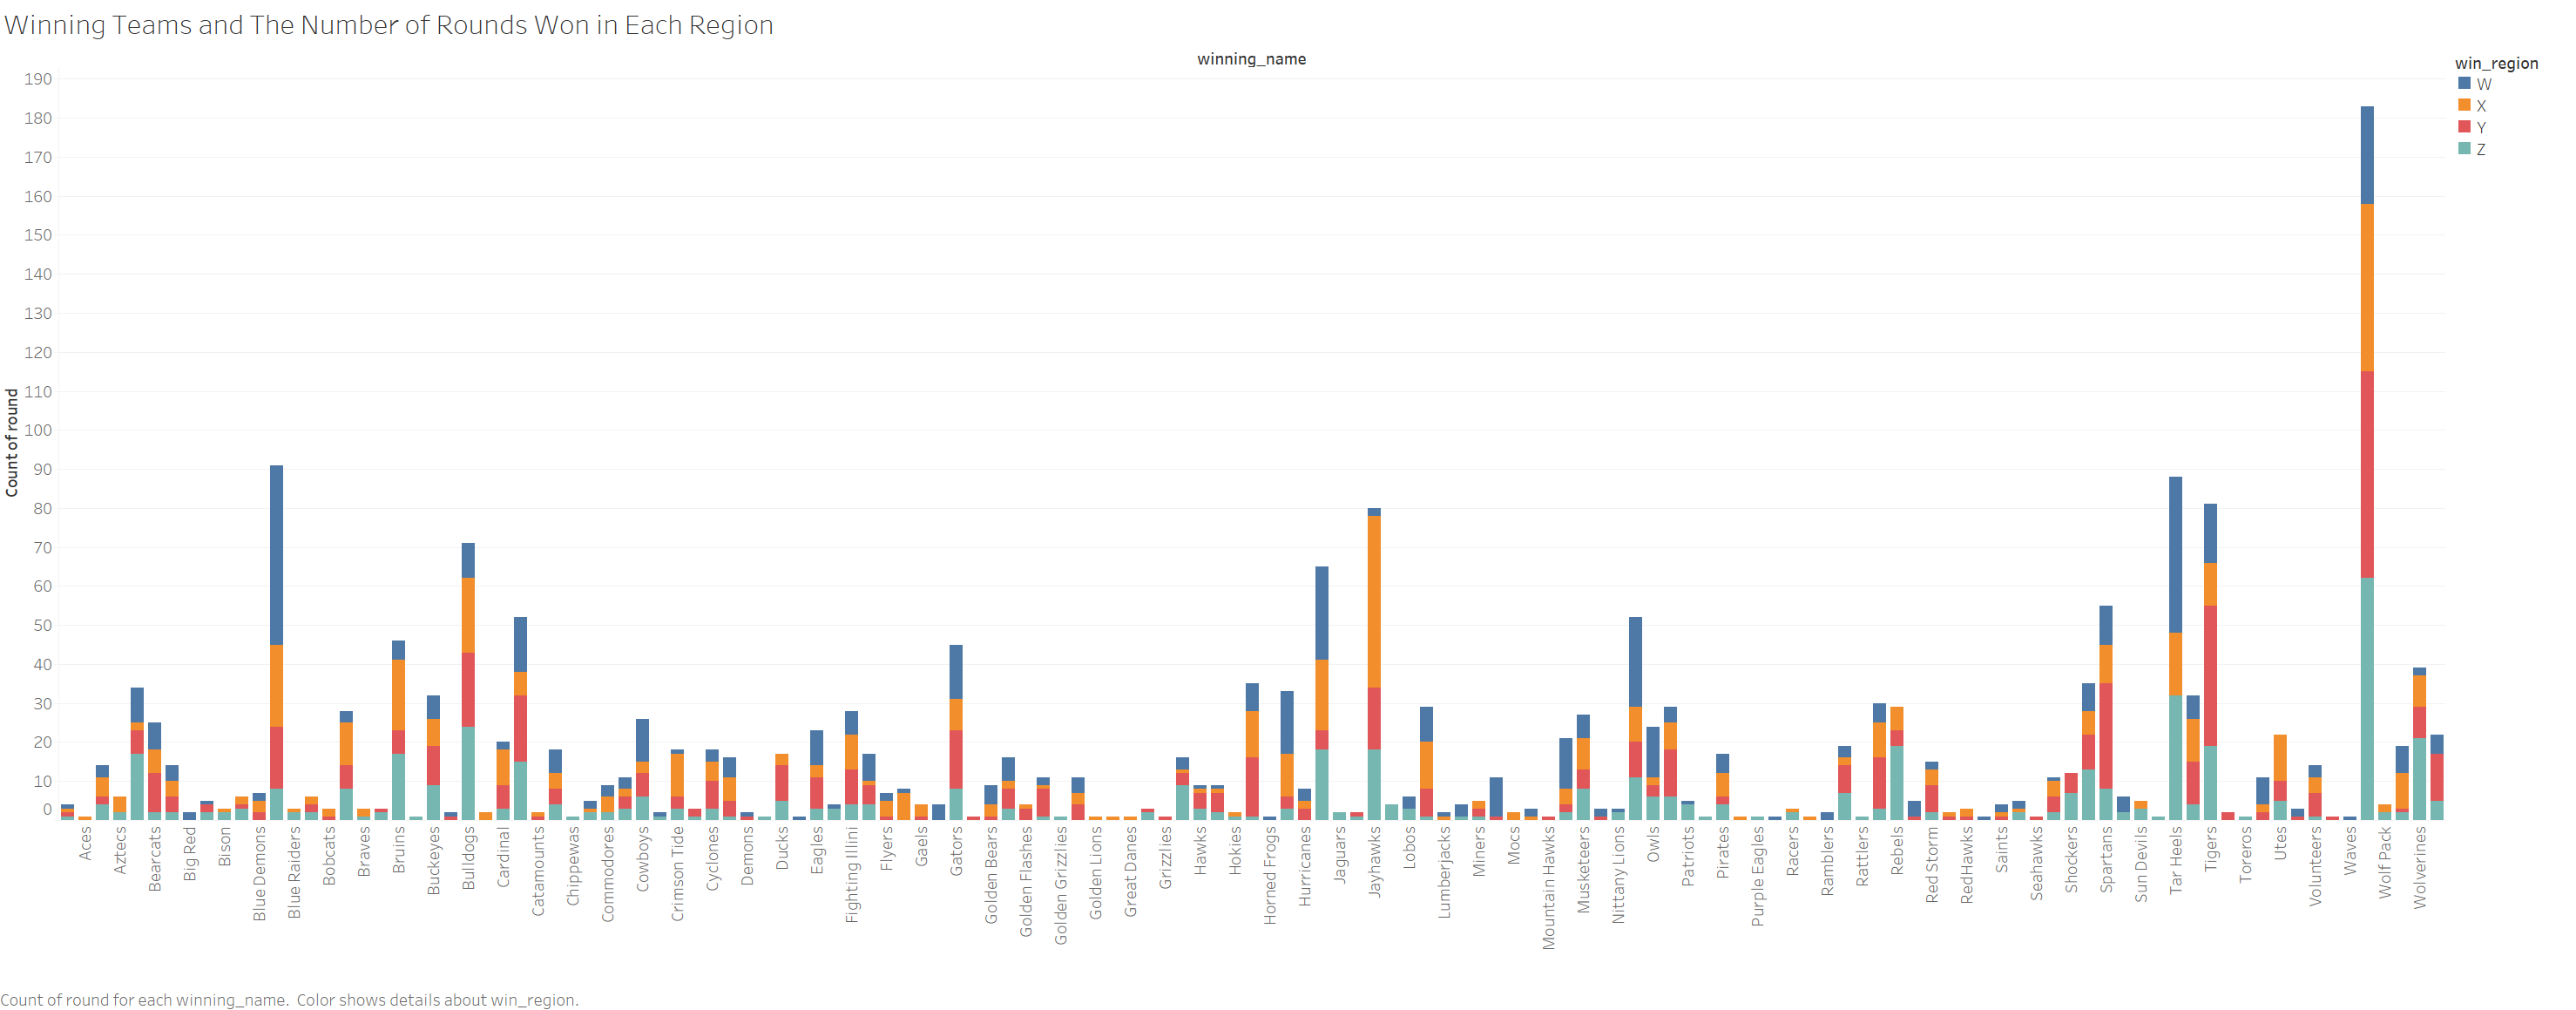 Winning Teams and The Number of Rounds Won in Each Region
winning_name
win_region
W
X
Y
Z
Count of round
190
180
170
160
150
140
130
120
110
100
90
80
70
60
50
40
30
20
10
0
Aces
Aztecs
Bearcats
Big Red
Bison
Blue Demons
Blue Raiders
Bobcats
Braves
Bruins
Buckeyes
Bulldogs
Cardinal
Catamounts
Chippewas
Commodores
Cowboys
Crimson Tide
Cyclones
Demons
Ducks
Eagles
Fighting Illini
Flyers
Gaels
Gators
Golden Bears
Golden Flashes
Golden Grizzlies
Golden Lions
Great Danes
Grizzlies
Hawks
Hokies
Horned Frogs
Hurricanes
Jaguars
Jayhawks
Lobos
Lumberjacks
Miners
Mocs
Mountain Hawks
Musketeers
Nittany Lions
Owls
Patriots
Pirates
Purple Eagles
Racers
Ramblers
Rattlers
Rebels
Red Storm
RedHawks
Saints
Seahawks
Shockers
Spartans
Sun Devils
Tar Heels
Tigers
Toreros
Utes
Volunteers
Waves
Wolf Pack
Wolverines
Count of round for each winning_name.  Color shows details about win_region.